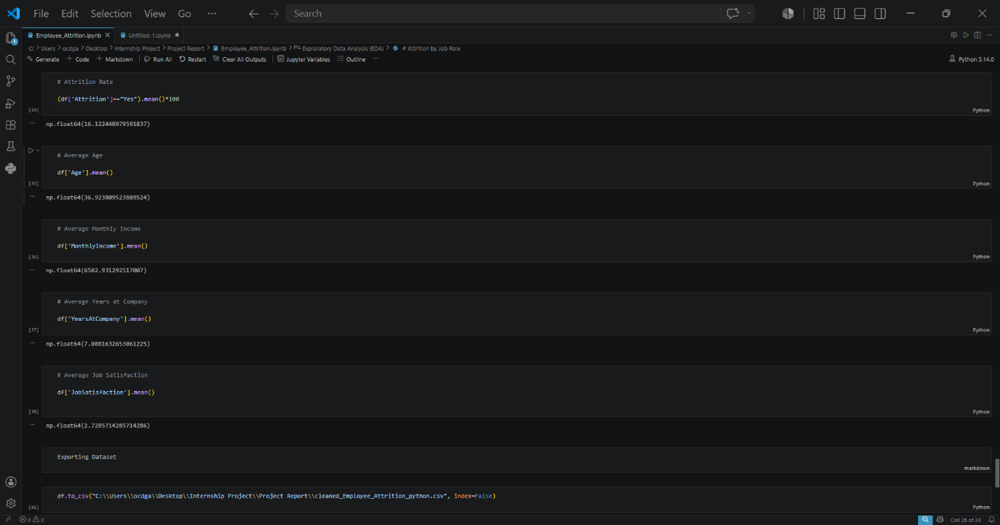 File Edit Selection View Go ··· Search
Employee_Attrition.ipynb Untitled-1.ipynb
C: > Users > ocdga > Desktop > Internship Project > Project Report > Employee_Attrition.ipynb > M↓ Exploratory Data Analysis (EDA) > # Attrition by Job Role
Generate + Code + Markdown Run All Restart Clear All Outputs Jupyter Variables Outline ··· Python 3.14.0
1
# Attrition Rate
(df['Attrition']=="Yes").mean()*100
[34] Python
··· np.float64(16.122448979591837)
# Average Age
df['Age'].mean()
[35] Python
··· np.float64(36.923809523809524)
# Average Monthly Income
df['MonthlyIncome'].mean()
[36] Python
··· np.float64(6502.931292517007)
# Average Years at Company
df['YearsAtCompany'].mean()
[37] Python
··· np.float64(7.0081632653061225)
# Average Job Satisfaction
df['JobSatisfaction'].mean()
[38] Python
··· np.float64(2.7285714285714286)
Exporting Dataset
markdown
df.to_csv("C:\\Users\\ocdga\\Desktop\\Internship Project\\Project Report\\cleaned_Employee_Attrition_python.csv", index=False)
[41] Python
0 0 Cell 26 of 38